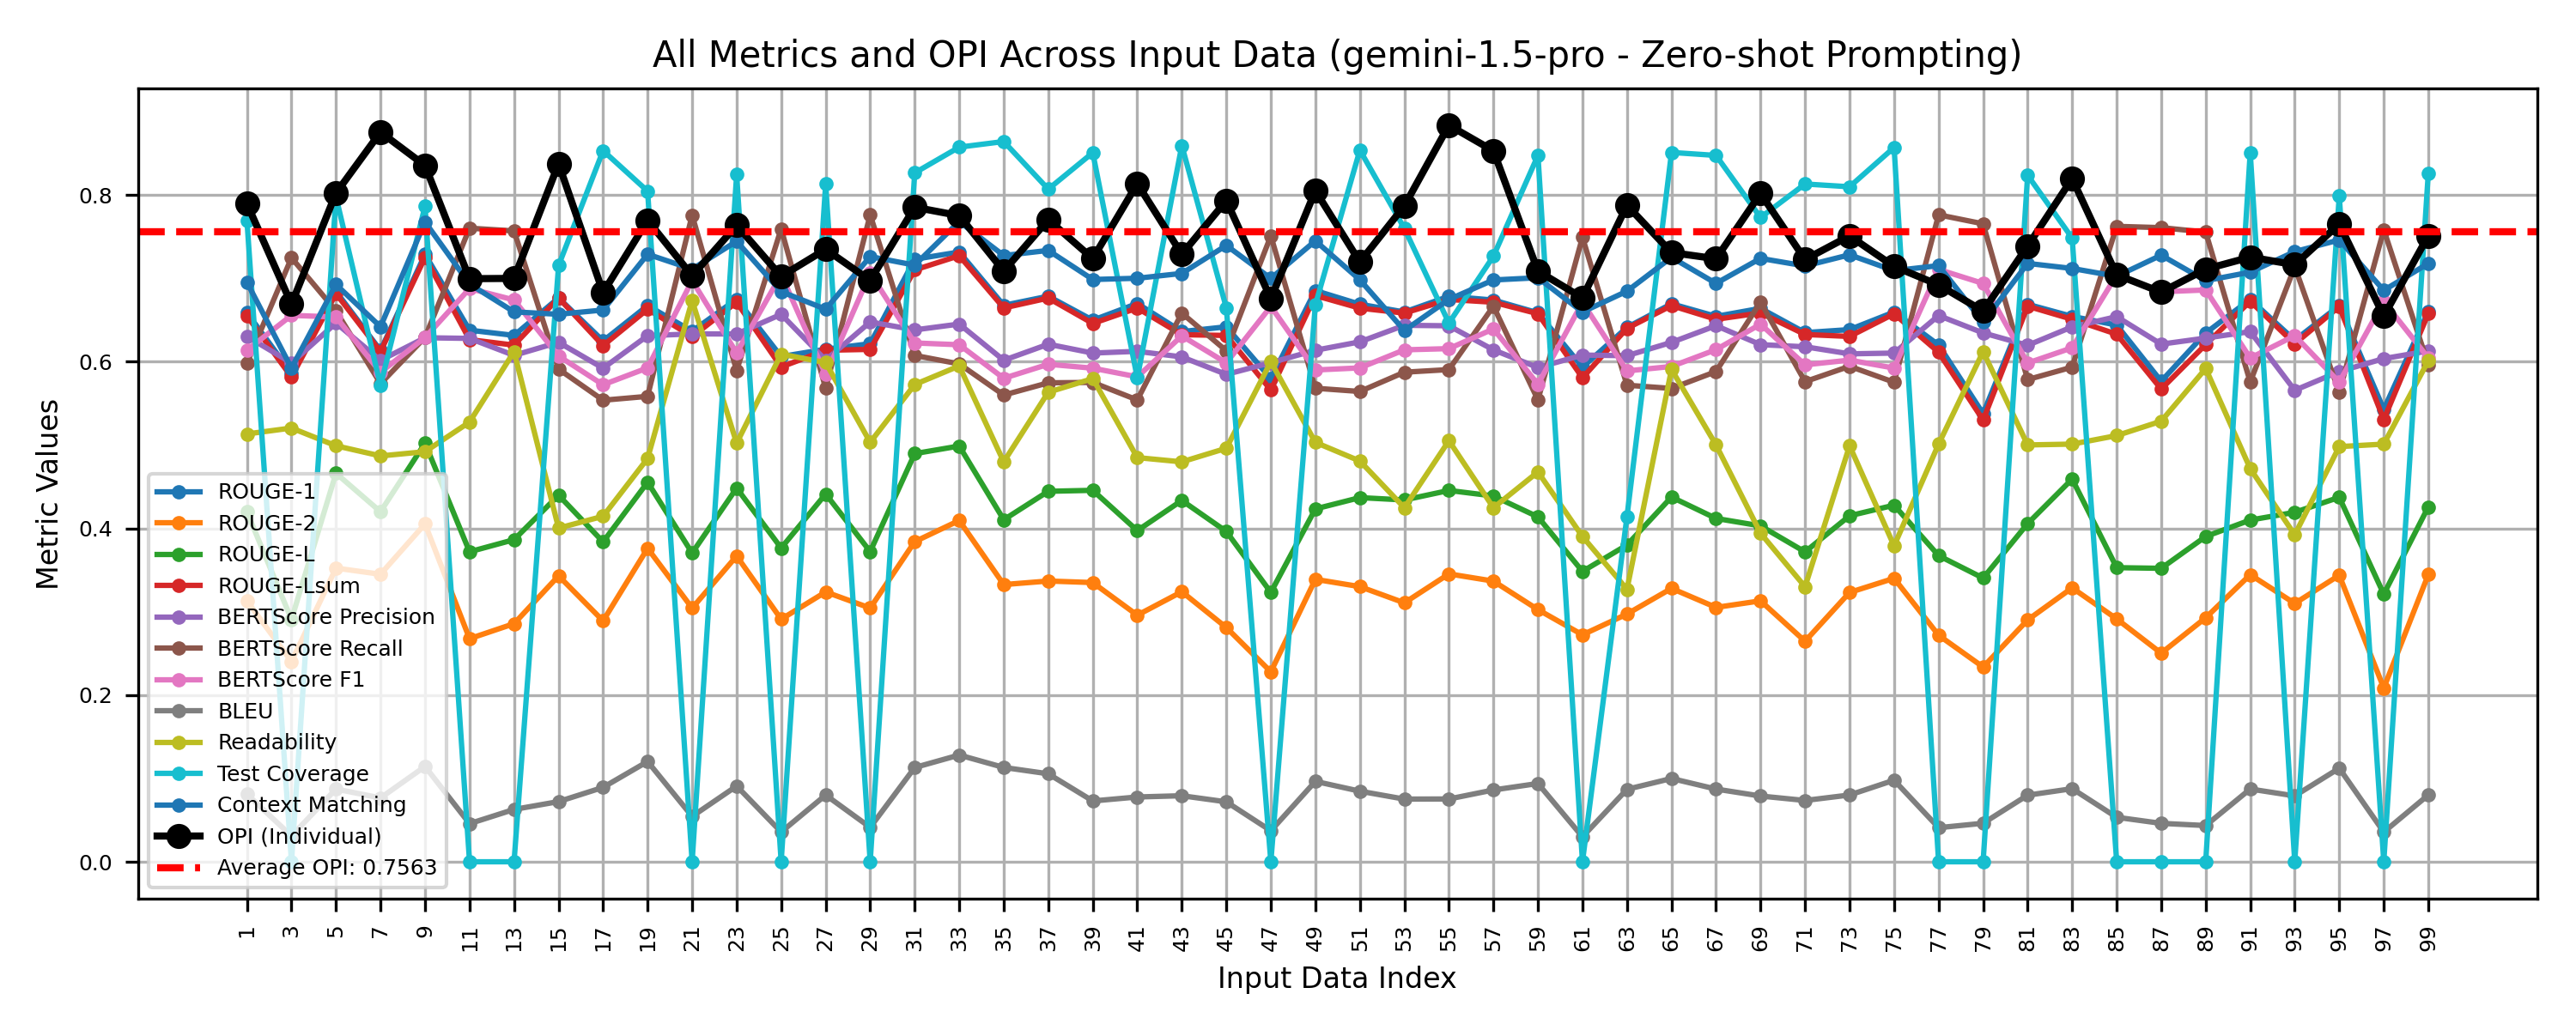 All Metrics and OPI Across Input Data (gemini-1.5-pro - Zero-shot Prompting)
Metric Values
0.8
0.6
0.4
0.2
0.0
ROUGE-1
ROUGE-2
ROUGE-L
ROUGE-Lsum
BERTScore Precision
BERTScore Recall
BERTScore F1
BLEU
Readability
Test Coverage
Context Matching
OPI (Individual)
Average OPI: 0.7563
1 3 5 7 9 11 13 15 17 19 21 23 25 27 29 31 33 35 37 39 41 43 45 47 49 51 53 55 57 59 61 63 65 67 69 71 73 75 77 79 81 83 85 87 89 91 93 95 97 99
Input Data Index